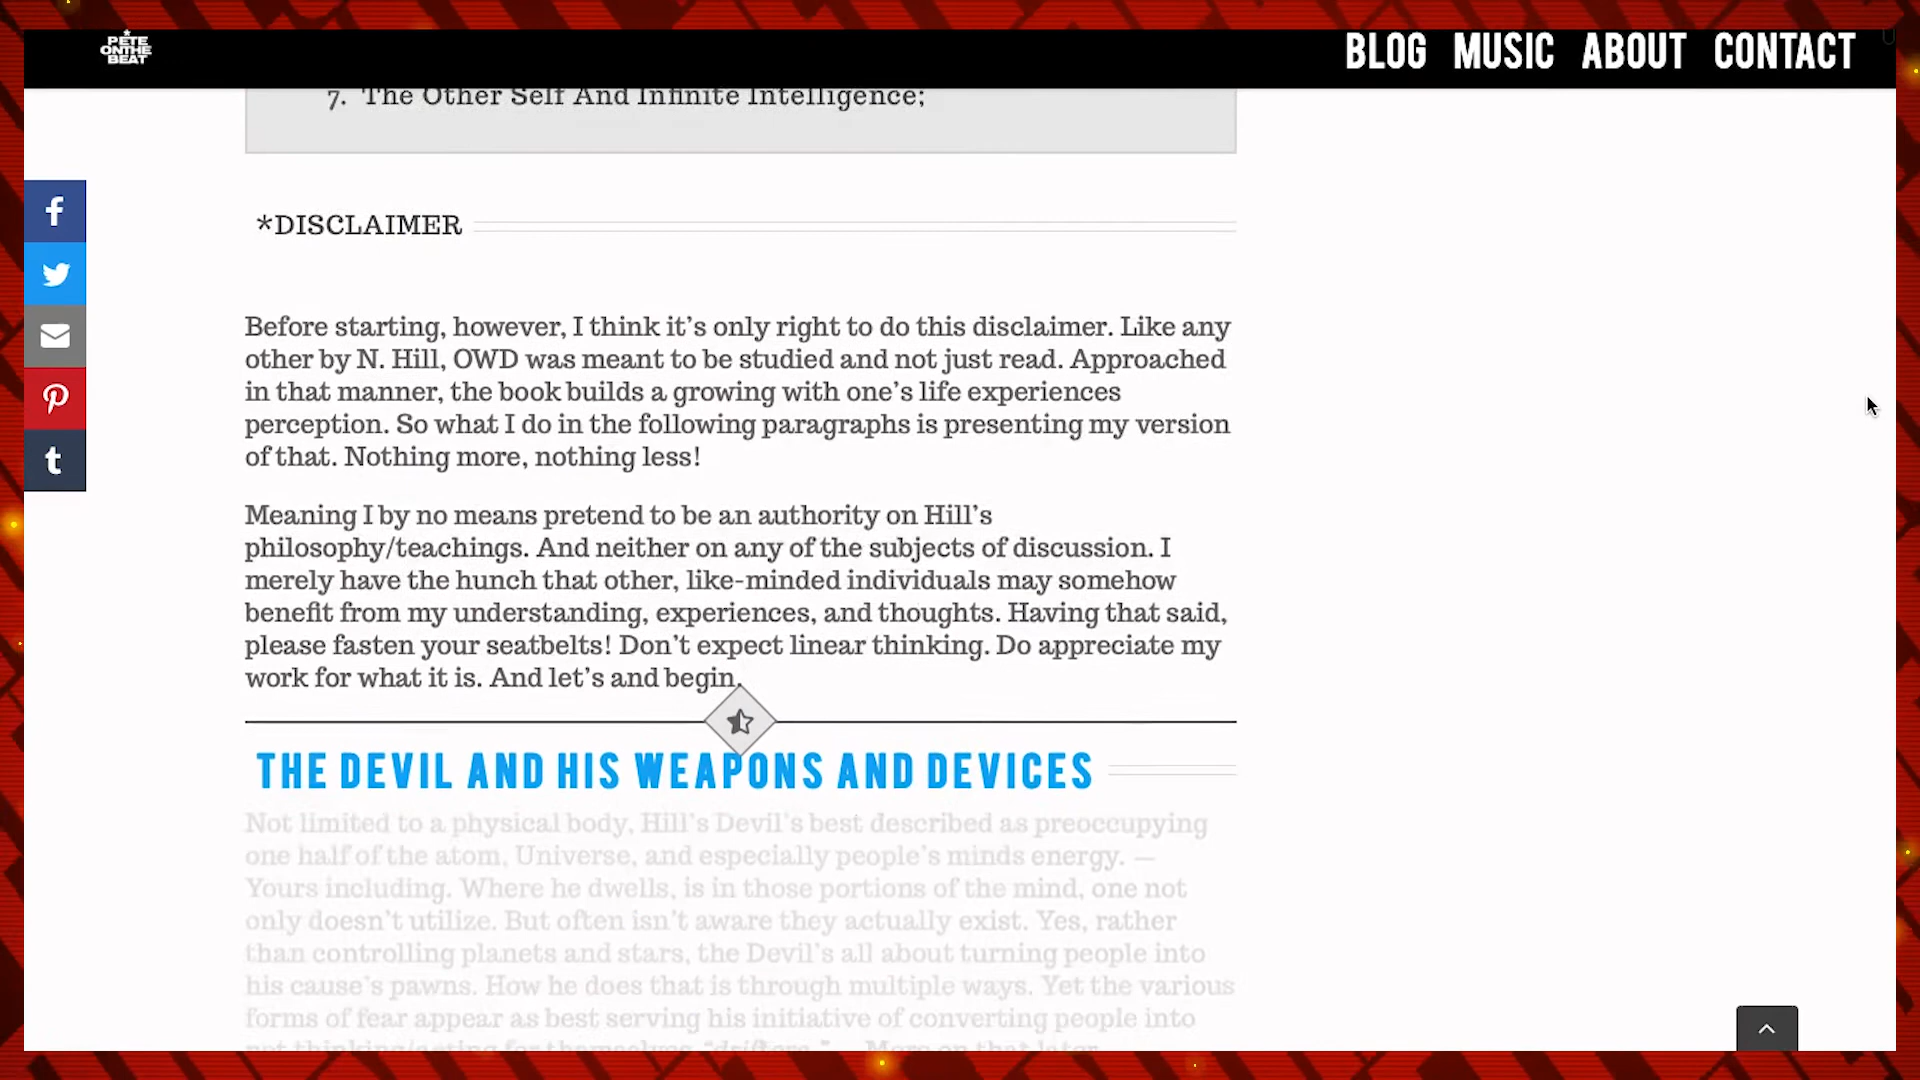 PETE
ONTHE
BEAT
BLOG MUSIC ABOUT CONTACT
7. The Other Self And Infinite Intelligence;
*DISCLAIMER
Before starting, however, I think it's only right to do this disclaimer. Like any
other by N. Hill, OWD was meant to be studied and not just read. Approached
in that manner, the book builds a growing with one's life experiences
perception. So what I do in the following paragraphs is presenting my version
of that. Nothing more, nothing less!
Meaning I by no means pretend to be an authority on Hill's
philosophy/teachings. And neither on any of the subjects of discussion. I
merely have the hunch that other, like-minded individuals may somehow
benefit from my understanding, experiences, and thoughts. Having that said,
please fasten your seatbelts! Don't expect linear thinking. Do appreciate my
work for what it is. And let's and begin.
THE DEVIL AND HIS WEAPONS AND DEVICES
Not limited to a physical body, Hill's Devil's best described as preoccupying
one half of the atom, Universe, and especially people's minds energy. —
Yours including. Where he dwells, is in those portions of the mind, one not
only doesn't utilize. But often isn't aware they actually exist. Yes, rather
than controlling planets and stars, the Devil's all about turning people into
his cause's pawns. How he does that is through multiple ways. Yet the various
forms of fear appear as best serving his initiative of converting people into
not thinking/acting for themselves "drifters." – More on that later